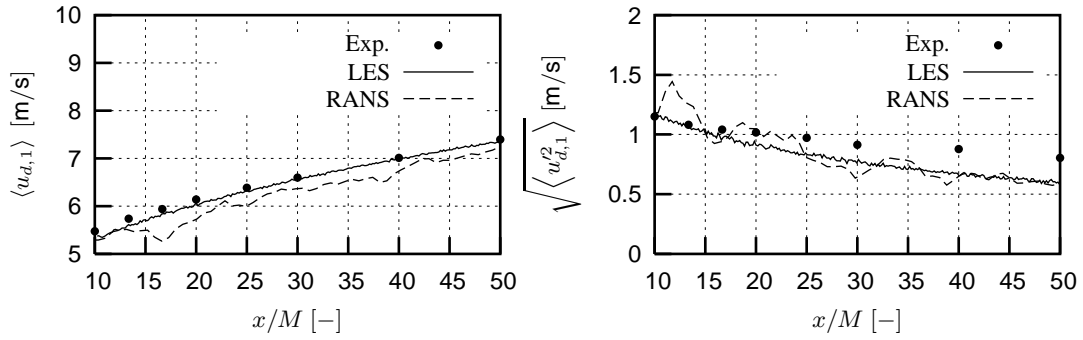 10
9
8
7
6
5
⟨u_{d,1}⟩ [m/s]
Exp.
LES
RANS
10 15 20 25 30 35 40 45 50
x/M [−]
2
1.5
1
0.5
0
√⟨u′²_{d,1}⟩ [m/s]
Exp.
LES
RANS
10 15 20 25 30 35 40 45 50
x/M [−]